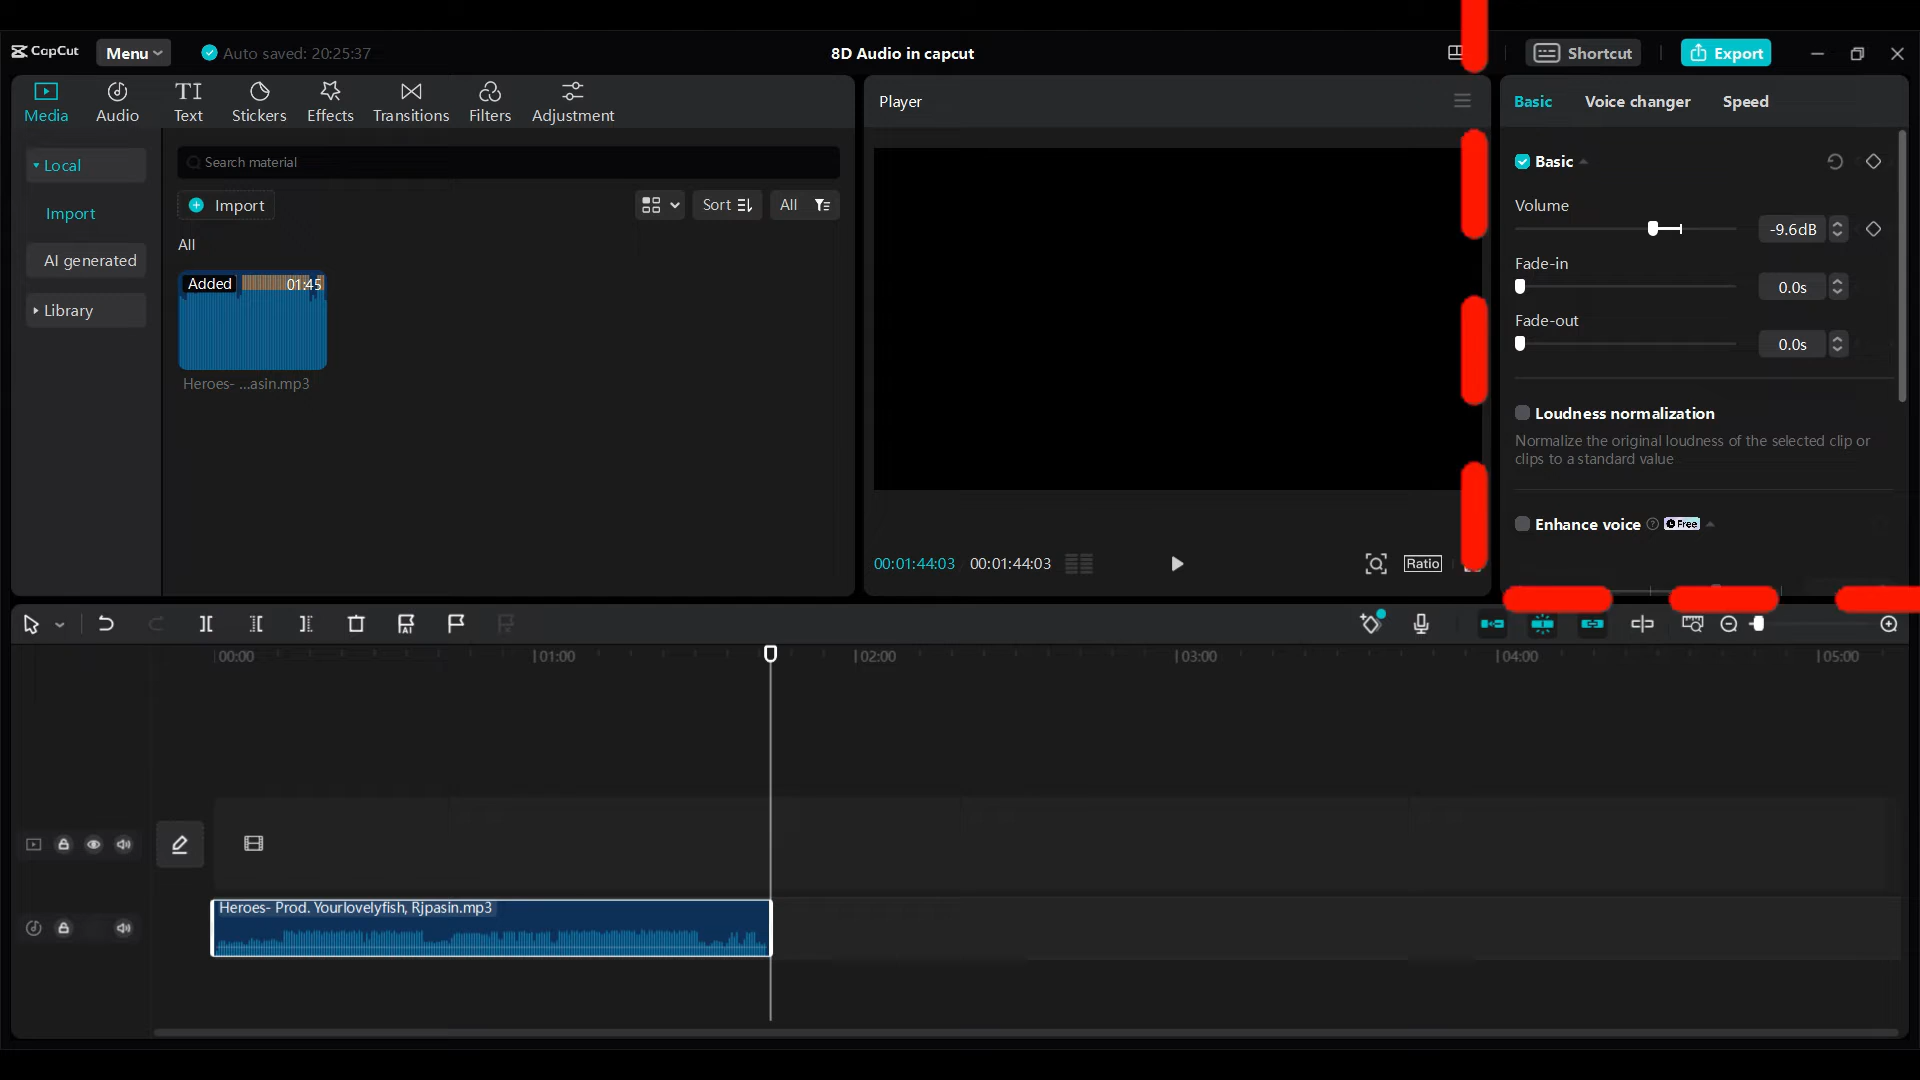 CapCut
Menu
Auto saved: 20:25:37
8D Audio in capcut
Shortcut
Export
Media
Audio
TI
Text
Stickers
Effects
Transitions
Filters
Adjustment
Local
Import
AI generated
Library
Search material
Import
Sort
All
All
Added
01:45
Heroes- ...asin.mp3
Player
00:01:44:03
00:01:44:03
Ratio
Basic
Voice changer
Speed
Basic
Volume
-9.6dB
Fade-in
0.0s
Fade-out
0.0s
Loudness normalization
Normalize the original loudness of the selected clip or
clips to a standard value
Enhance voice
Free
00:00
01:00
02:00
03:00
04:00
05:00
Heroes- Prod. Yourlovelyfish, Rjpasin.mp3